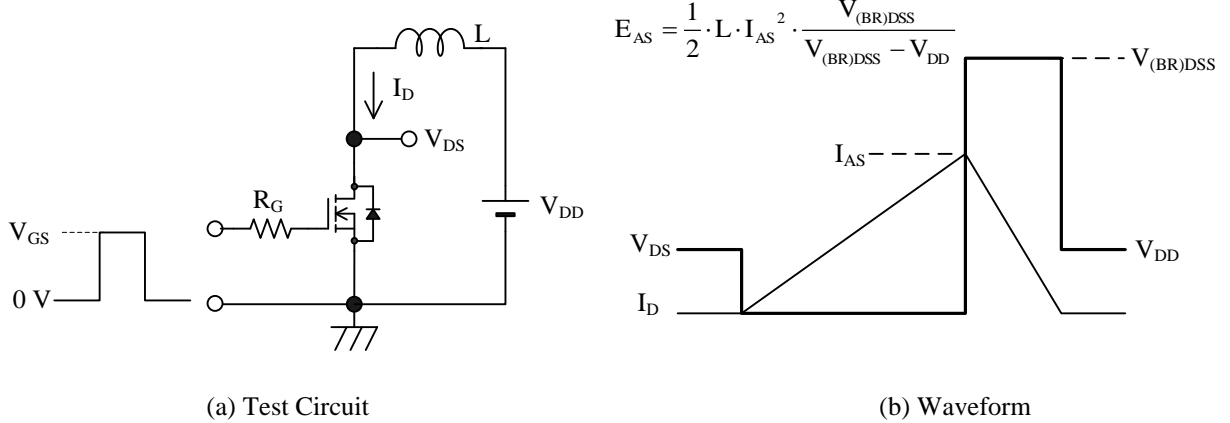 L
I_D
V_DS
R_G
V_DD
V_GS
0 V
(a) Test Circuit
E_AS = 1/2 · L · I_AS^2 · V_(BR)DSS / (V_(BR)DSS − V_DD)
V_(BR)DSS
I_AS
V_DS
V_DD
I_D
(b) Waveform